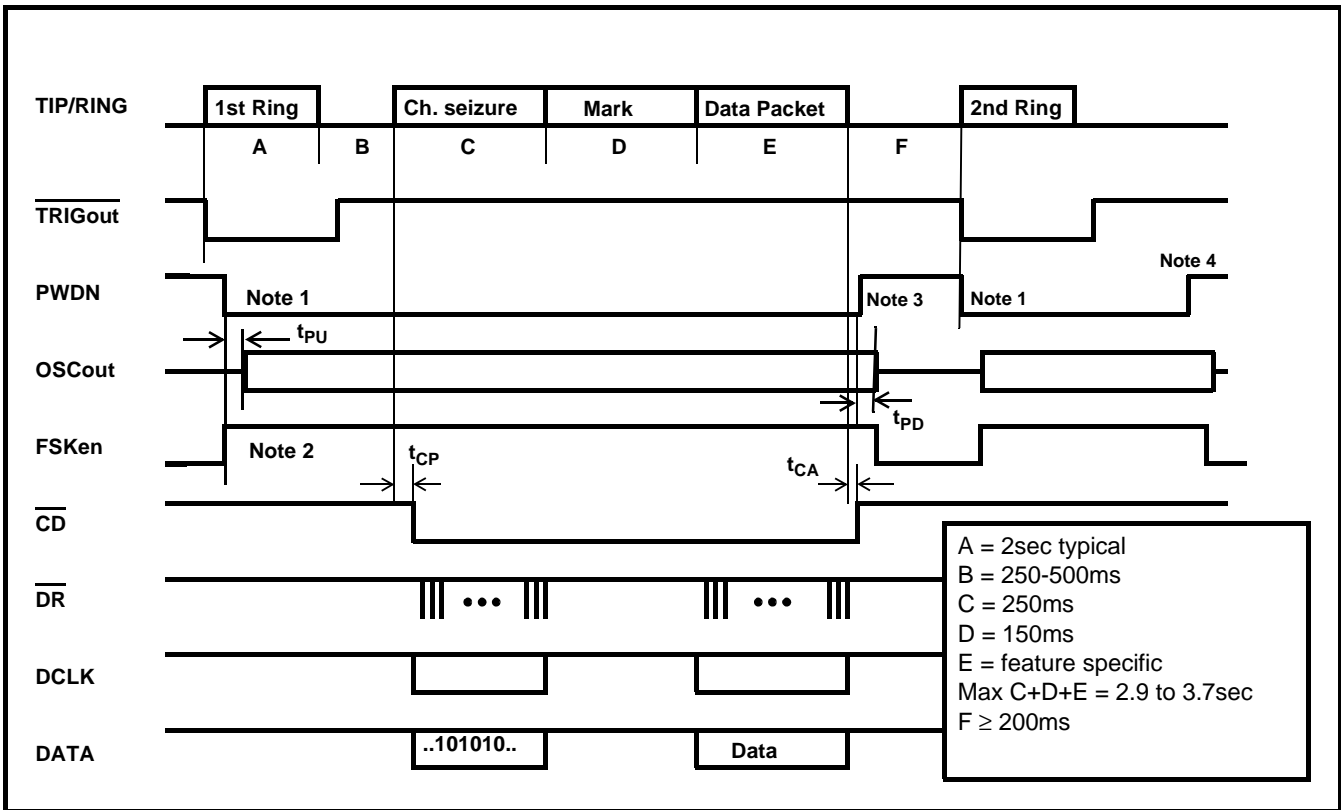 TIP/RING
1st Ring
Ch. seizure
Mark
Data Packet
2nd Ring
A
B
C
D
E
F
TRIGout
PWDN
Note 1
Note 3
Note 1
Note 4
tPU
OSCout
tPD
FSKen
Note 2
tCP
tCA
CD
A = 2sec typical
B = 250-500ms
C = 250ms
D = 150ms
E = feature specific
Max C+D+E = 2.9 to 3.7sec
F ≥ 200ms
DR
•••
•••
DCLK
DATA
..101010..
Data